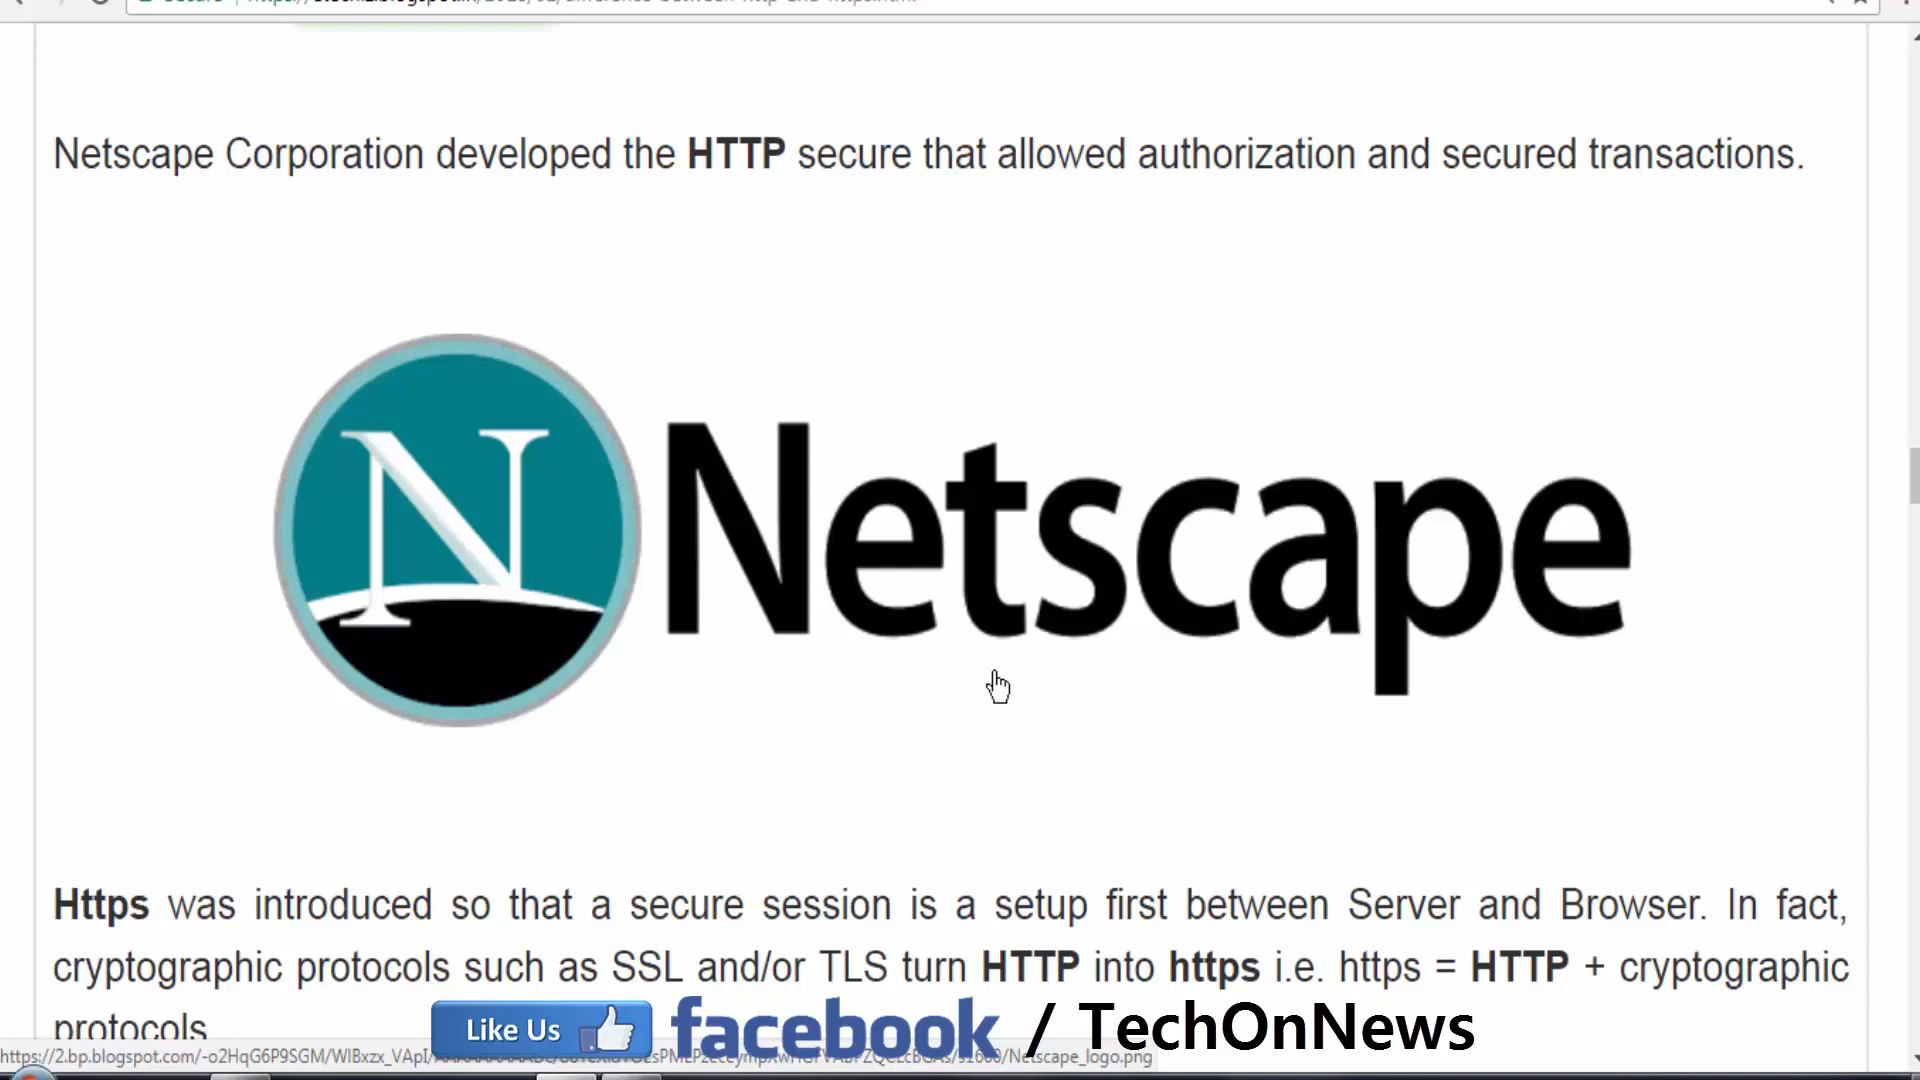 Netscape Corporation developed the HTTP secure that allowed authorization and secured transactions.
N Netscape
Https was introduced so that a secure session is a setup first between Server and Browser. In fact,
cryptographic protocols such as SSL and/or TLS turn HTTP into https i.e. https = HTTP + cryptographic
protocols
Like Us facebook / TechOnNews